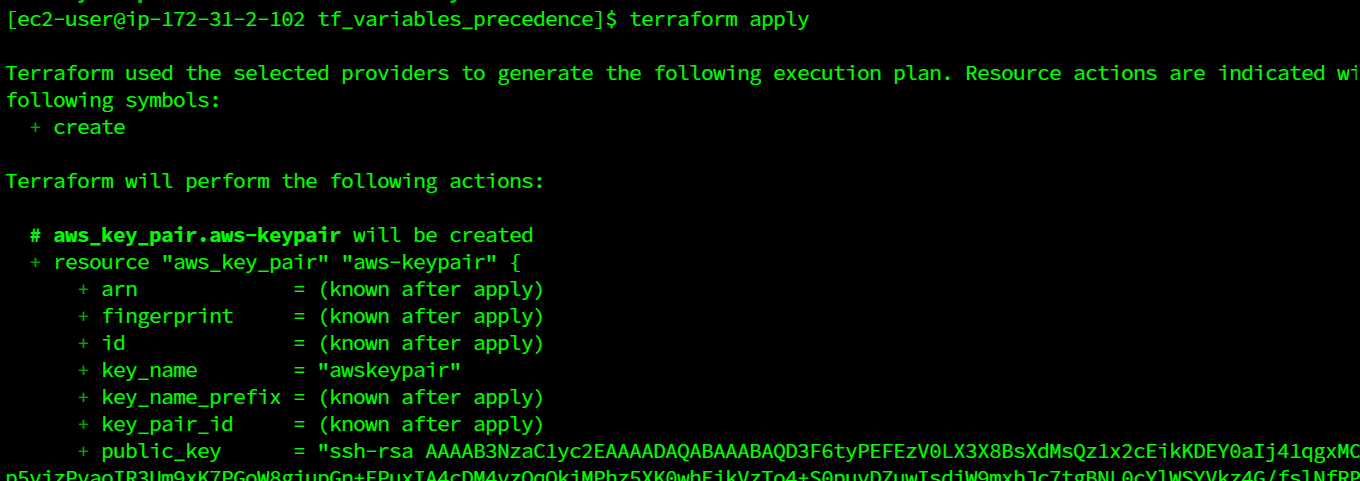 [ec2-user@ip-172-31-2-102 tf_variables_precedence]$ terraform apply
Terraform used the selected providers to generate the following execution plan. Resource actions are indicated wi
following symbols:
+ create
Terraform will perform the following actions:
# aws_key_pair.aws-keypair will be created
+ resource "aws_key_pair" "aws-keypair" {
+ arn = (known after apply)
+ fingerprint = (known after apply)
+ id = (known after apply)
+ key_name = "awskeypair"
+ key_name_prefix = (known after apply)
+ key_pair_id = (known after apply)
+ public_key = "ssh-rsa AAAAB3NzaC1yc2EAAAADAQABAAABAQD3F6tyPEFEzV0LX3X8BsXdMsQz1x2cEikKDEY0aIj41qgxMC